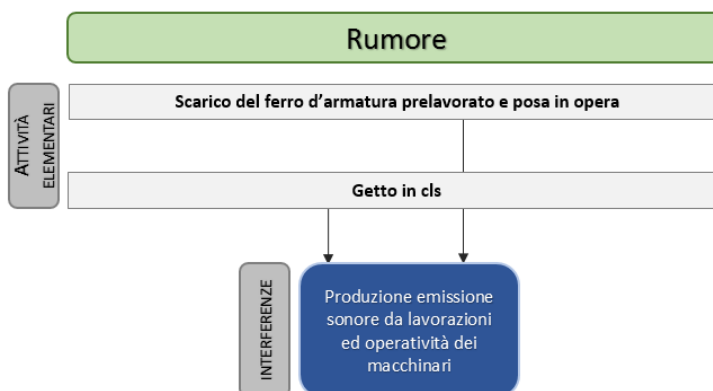 Rumore
ATTIVITÀ
ELEMENTARI
Scarico del ferro d'armatura prelavorato e posa in opera
Getto in cls
INTERFERENZE
Produzione emissione
sonore da lavorazioni
ed operatività dei
macchinari